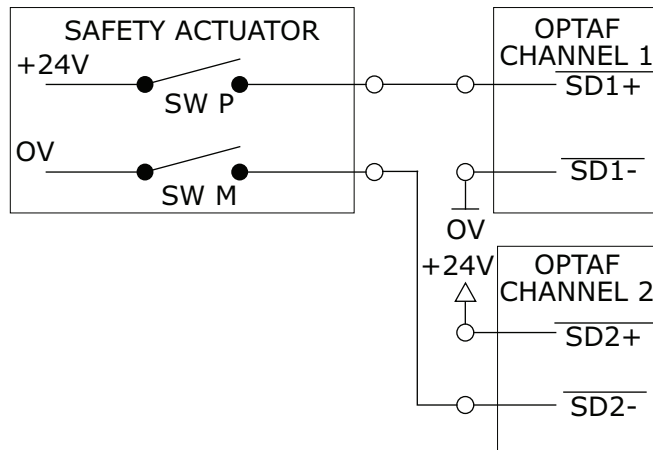 SAFETY ACTUATOR
+24V
SW P
OV
SW M
OPTAF
CHANNEL 1
SD1+
SD1-
OV
+24V
OPTAF
CHANNEL 2
SD2+
SD2-